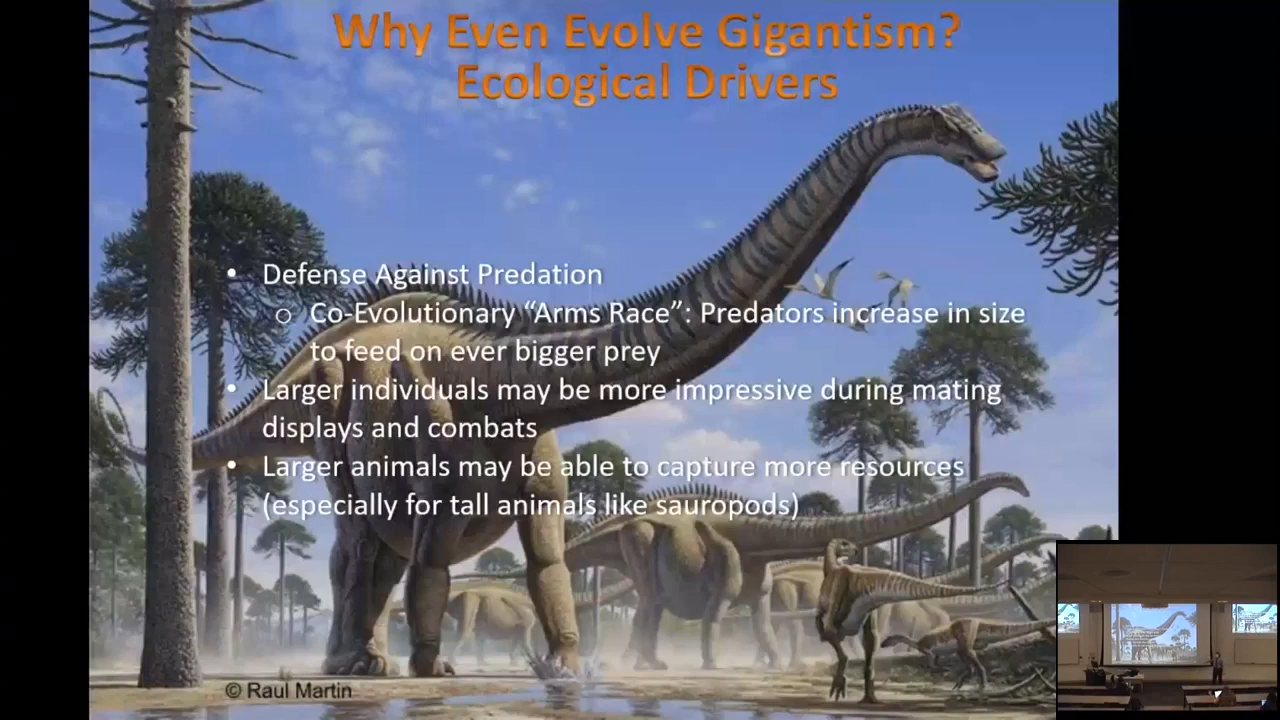 Why Even Evolve Gigantism?
Ecological Drivers
• Defense Against Predation
o Co-Evolutionary “Arms Race”: Predators increase in size
to feed on ever bigger prey
• Larger individuals may be more impressive during mating
displays and combats
• Larger animals may be able to capture more resources
(especially for tall animals like sauropods)
© Raul Martin